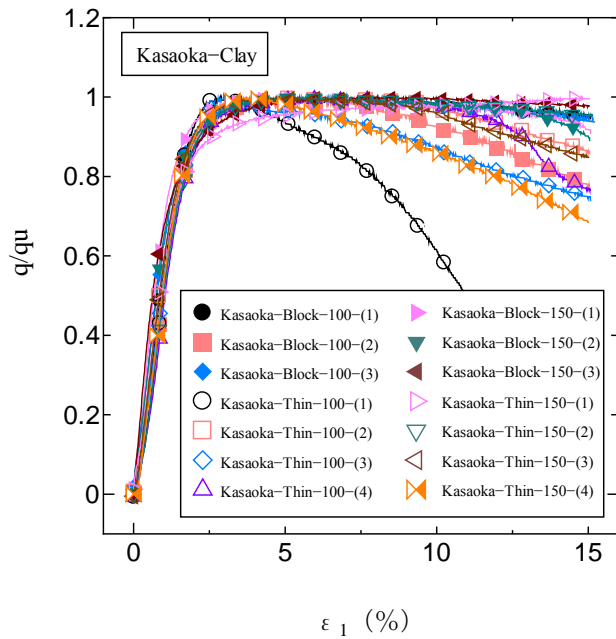 1.2
Kasaoka-Clay
1
0.8
q/qu
0.6
0.4
0.2
0
Kasaoka-Block-100-(1)
Kasaoka-Block-100-(2)
Kasaoka-Block-100-(3)
Kasaoka-Thin-100-(1)
Kasaoka-Thin-100-(2)
Kasaoka-Thin-100-(3)
Kasaoka-Thin-100-(4)
Kasaoka-Block-150-(1)
Kasaoka-Block-150-(2)
Kasaoka-Block-150-(3)
Kasaoka-Thin-150-(1)
Kasaoka-Thin-150-(2)
Kasaoka-Thin-150-(3)
Kasaoka-Thin-150-(4)
0 5 10 15
ε 1 (%)